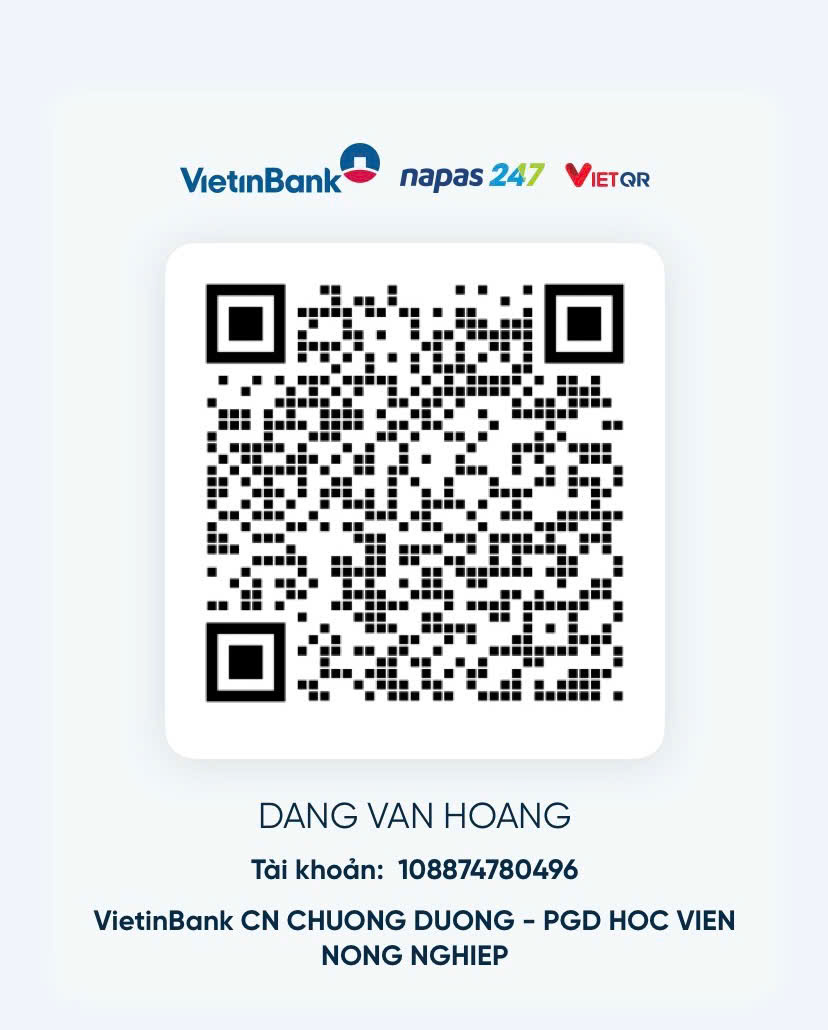 VietinBank napas 247 VIETQR
DANG VAN HOANG
Tài khoản: 108874780496
VietinBank CN CHUONG DUONG - PGD HOC VIEN
NONG NGHIEP